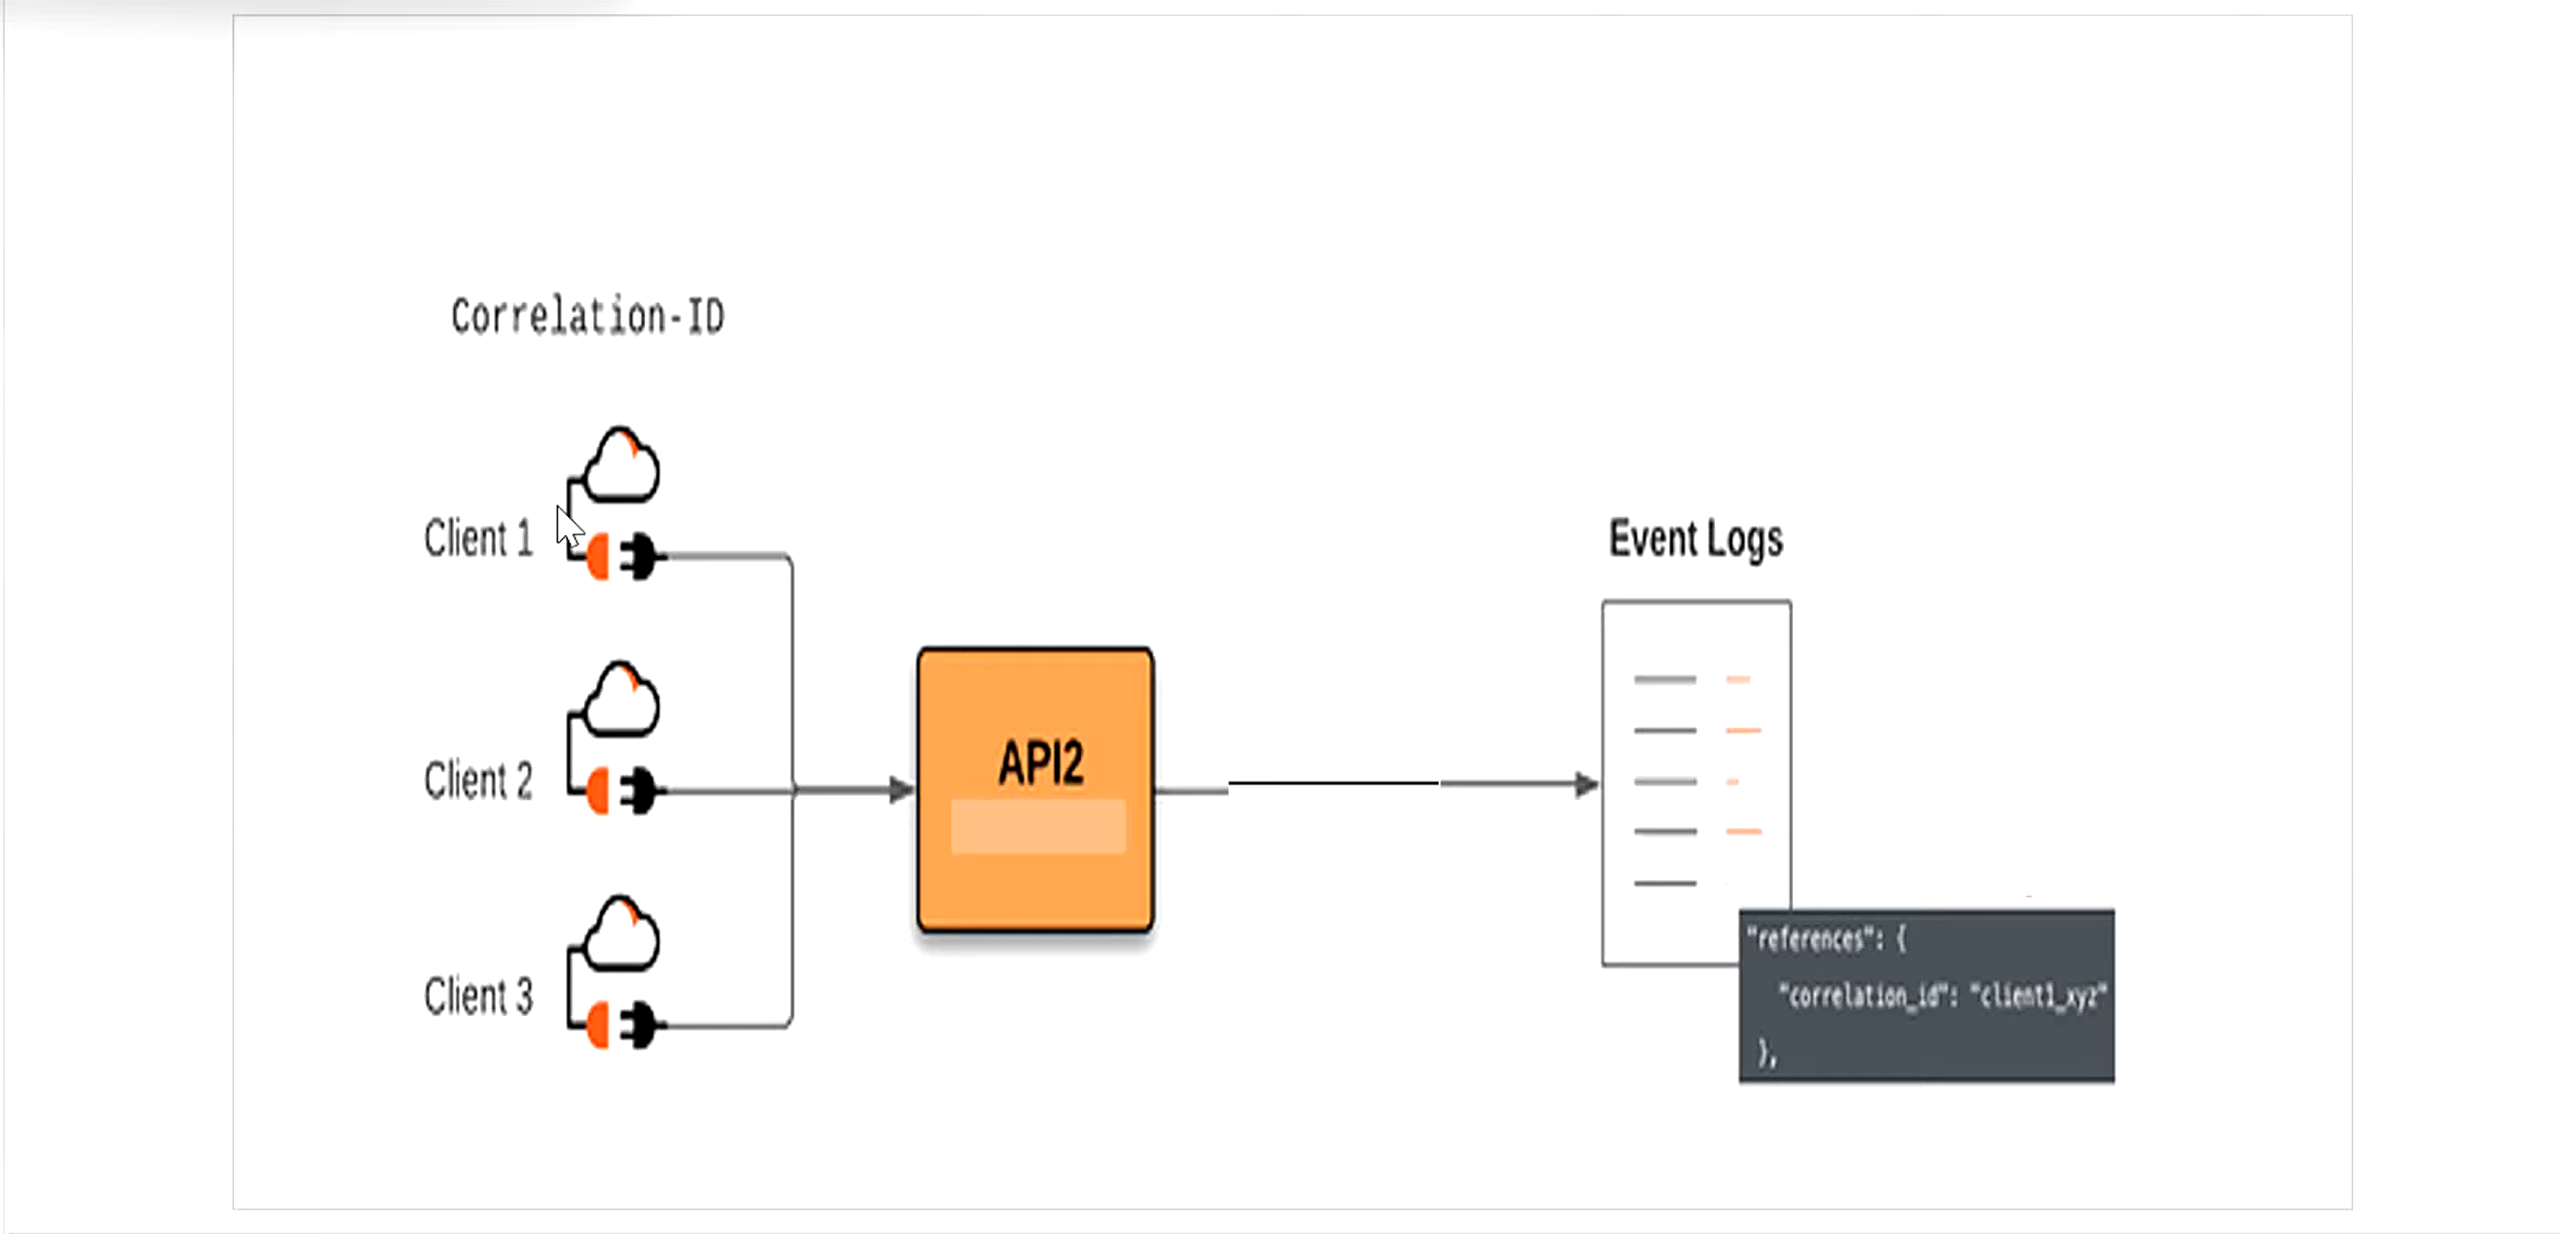 Correlation-ID
Client 1
Client 2
Client 3
API2
Event Logs
"references": {
"correlation_id": "client1_xyz"
},